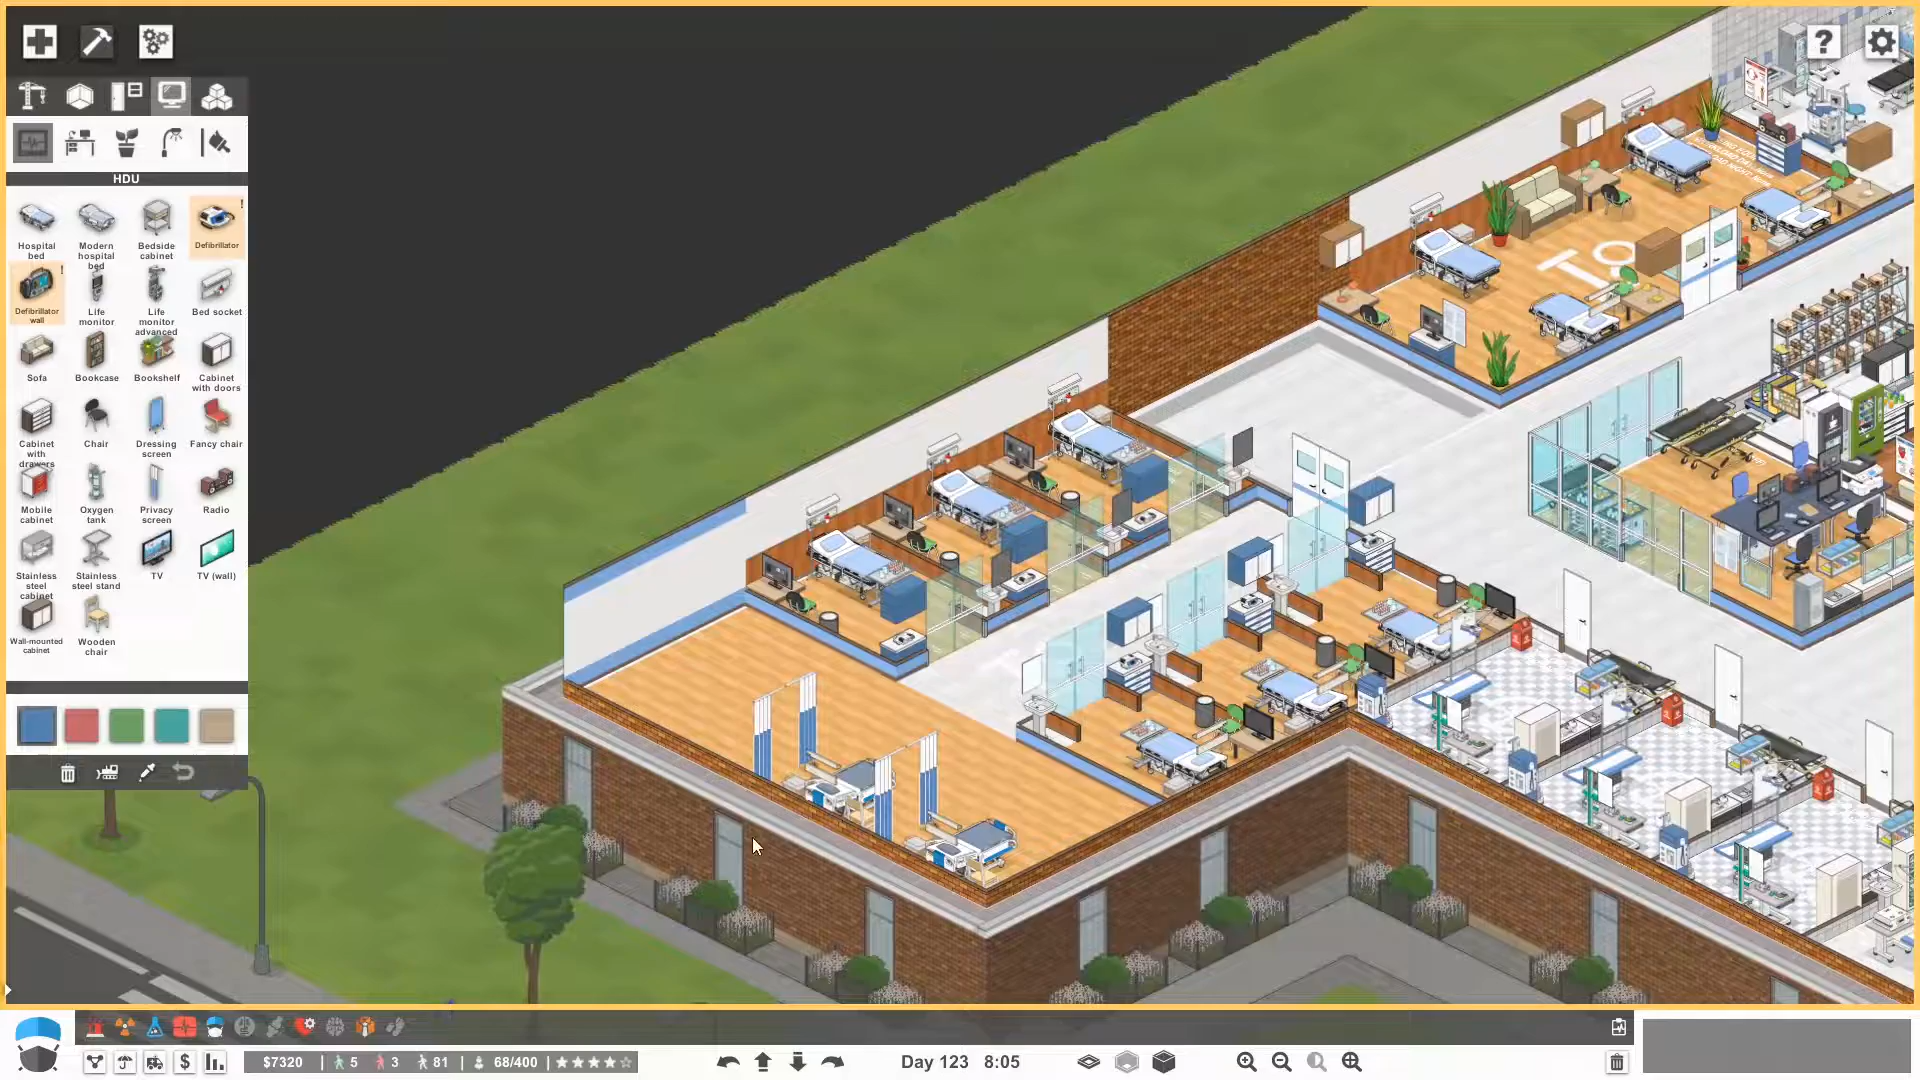 HDU
Hospital bed
Modern hospital bed
Bedside cabinet
Defibrillator
Defibrillator wall
Life monitor
Life monitor advanced
Bed socket
Sofa
Bookcase
Bookshelf
Cabinet with doors
Cabinet with drawers
Chair
Dressing screen
Fancy chair
Mobile cabinet
Oxygen tank
Privacy screen
Radio
Stainless steel cabinet
Stainless steel stand
TV
TV (wall)
Wall-mounted cabinet
Wooden chair
$7320 | 5 3 81 | 68/400 |
Day 123 8:05